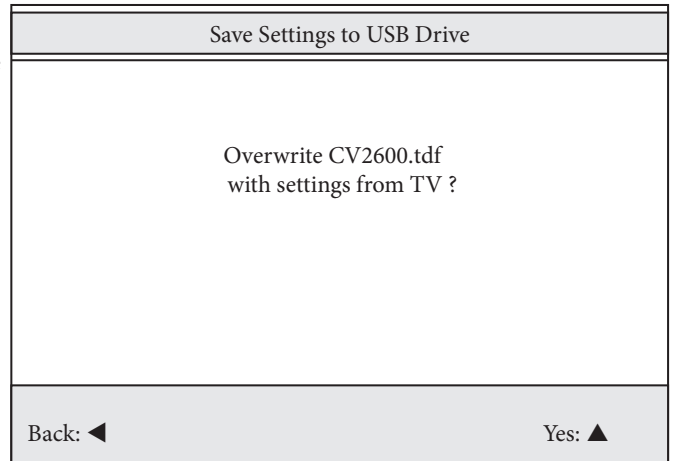 Save Settings to USB Drive
Overwrite CV2600.tdf
with settings from TV ?
Back: ◀
Yes: ▲